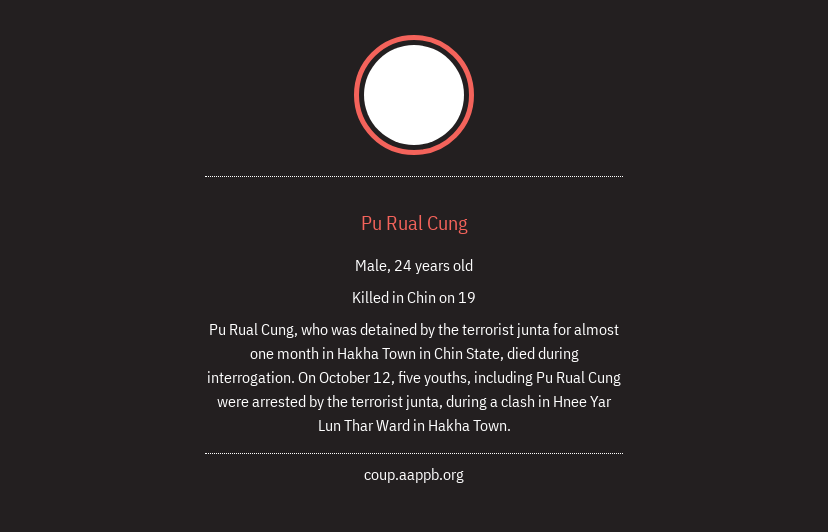 Pu Rual Cung
Male, 24 years old
Killed in Chin on 19
Pu Rual Cung, who was detained by the terrorist junta for almost
one month in Hakha Town in Chin State, died during
interrogation. On October 12, five youths, including Pu Rual Cung
were arrested by the terrorist junta, during a clash in Hnee Yar
Lun Thar Ward in Hakha Town.
coup.aappb.org